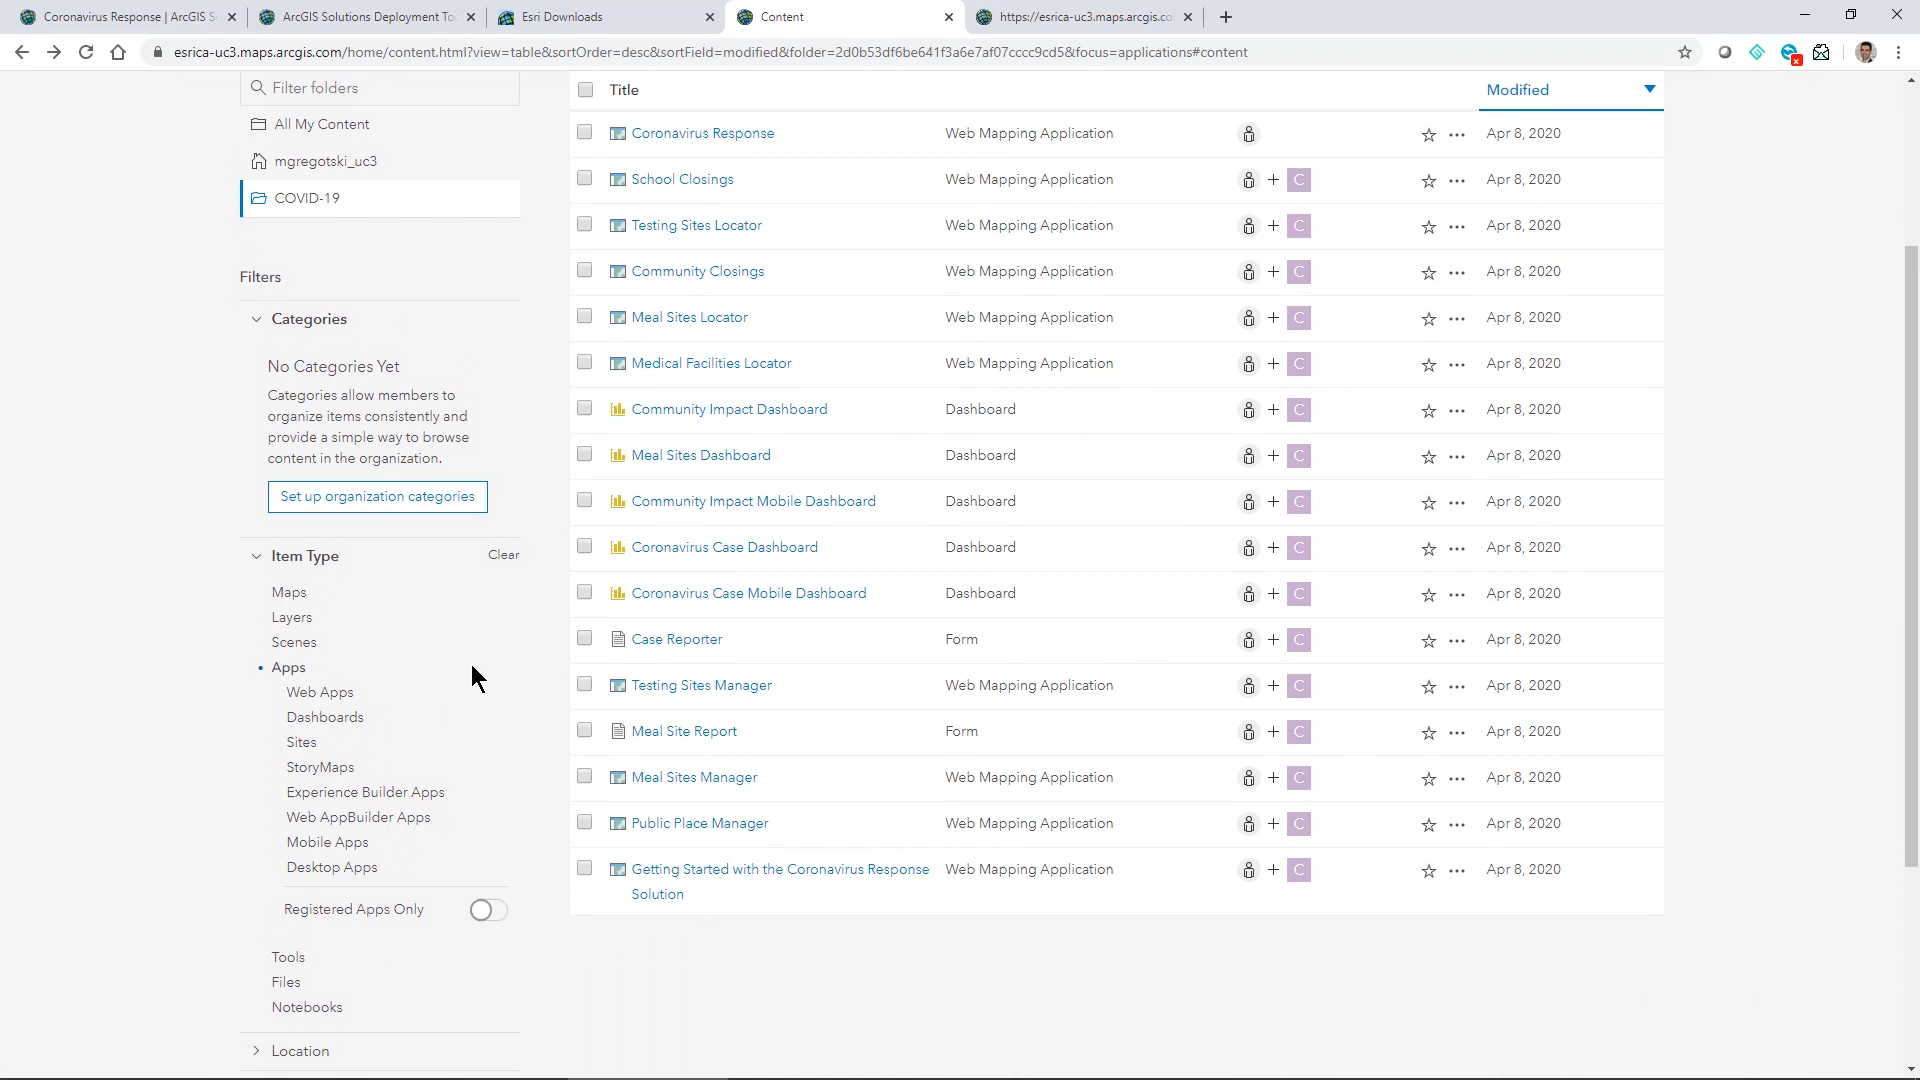 Coronavirus Response | ArcGIS S
ArcGIS Solutions Deployment To
Esri Downloads
Content
https://esrica-uc3.maps.arcgis.co
esrica-uc3.maps.arcgis.com/home/content.html?view=table&sortOrder=desc&sortField=modified&folder=2d0b53df6be641f3a6e7af07cccc9cd5&focus=applications#content
Filter folders
All My Content
mgregotski_uc3
COVID-19
Filters
Categories
No Categories Yet
Categories allow members to
organize items consistently and
provide a simple way to browse
content in the organization.
Set up organization categories
Item Type Clear
Maps
Layers
Scenes
Apps
Web Apps
Dashboards
Sites
StoryMaps
Experience Builder Apps
Web AppBuilder Apps
Mobile Apps
Desktop Apps
Registered Apps Only
Tools
Files
Notebooks
Location
Title Modified
Coronavirus Response Web Mapping Application Apr 8, 2020
School Closings Web Mapping Application + C Apr 8, 2020
Testing Sites Locator Web Mapping Application + C Apr 8, 2020
Community Closings Web Mapping Application + C Apr 8, 2020
Meal Sites Locator Web Mapping Application + C Apr 8, 2020
Medical Facilities Locator Web Mapping Application + C Apr 8, 2020
Community Impact Dashboard Dashboard + C Apr 8, 2020
Meal Sites Dashboard Dashboard + C Apr 8, 2020
Community Impact Mobile Dashboard Dashboard + C Apr 8, 2020
Coronavirus Case Dashboard Dashboard + C Apr 8, 2020
Coronavirus Case Mobile Dashboard Dashboard + C Apr 8, 2020
Case Reporter Form + C Apr 8, 2020
Testing Sites Manager Web Mapping Application + C Apr 8, 2020
Meal Site Report Form + C Apr 8, 2020
Meal Sites Manager Web Mapping Application + C Apr 8, 2020
Public Place Manager Web Mapping Application + C Apr 8, 2020
Getting Started with the Coronavirus Response Web Mapping Application + C Apr 8, 2020
Solution